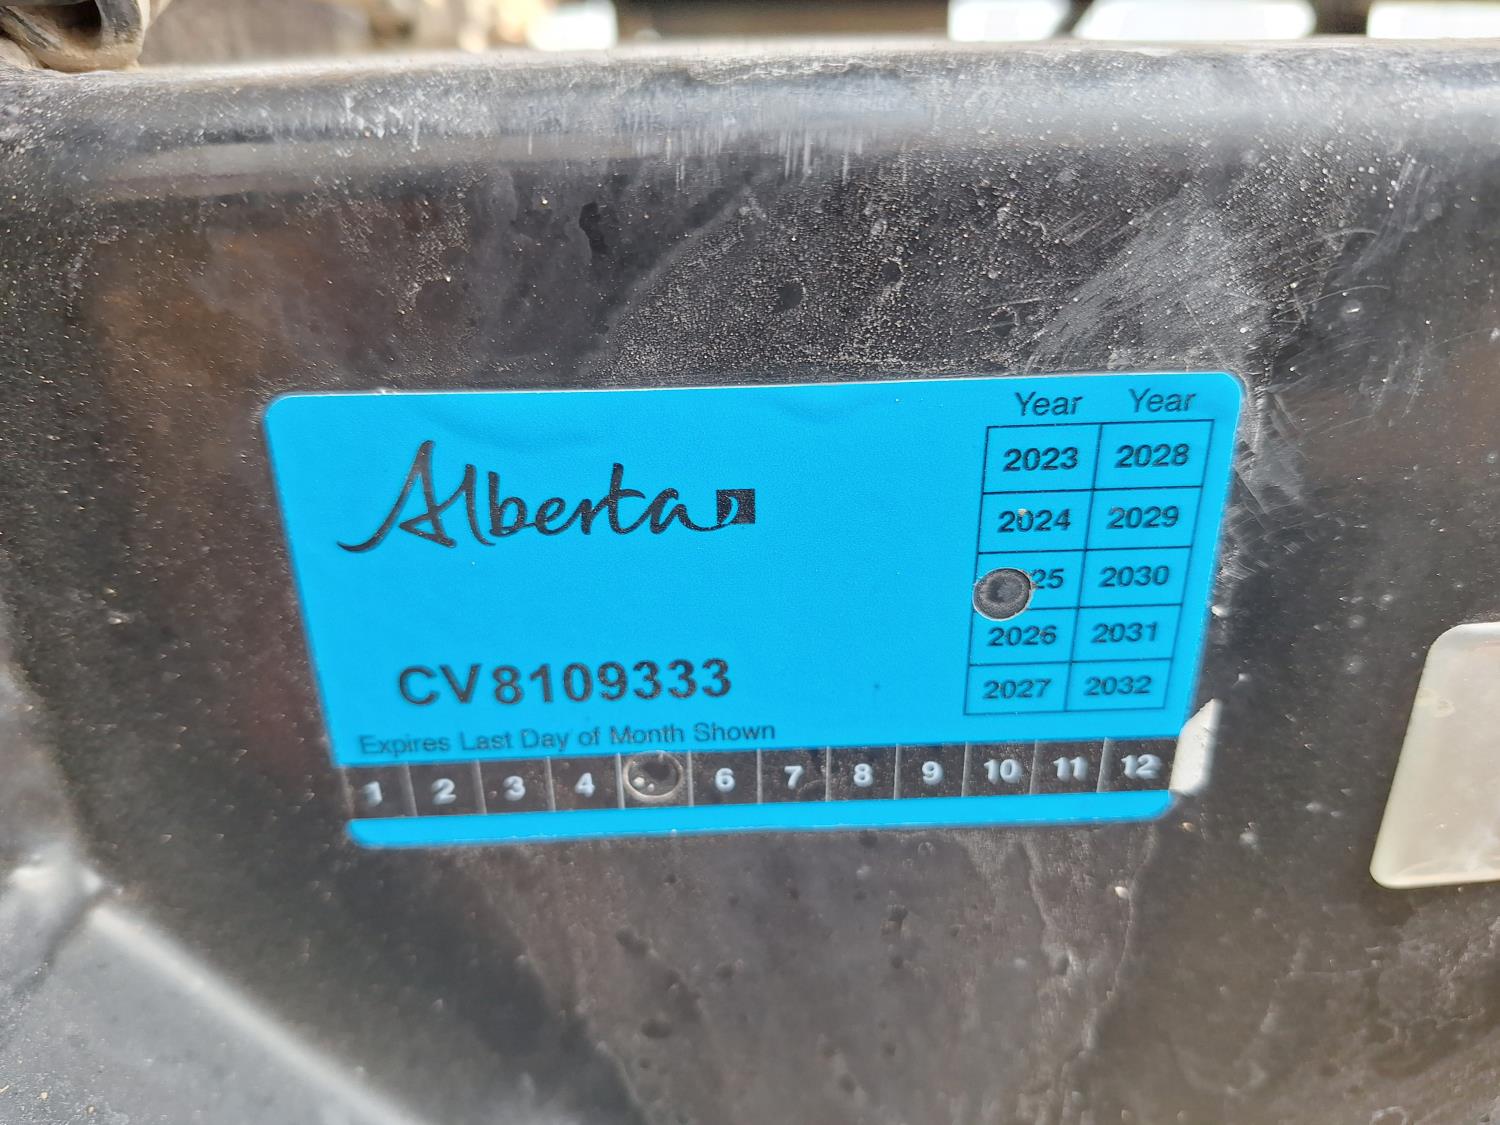 Alberta
Year Year
2023 2028
2024 2029
25 2030
2026 2031
2027 2032
CV8109333
Expires Last Day of Month Shown
1 2 3 4 6 7 8 9 10 11 12